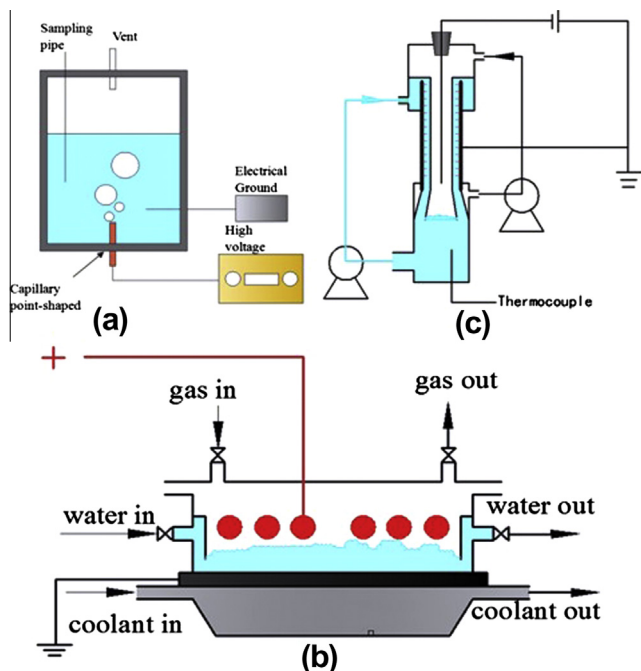 Sampling
pipe
Vent
Electrical
Ground
High
voltage
Capillary
point-shaped
(a)
Thermocouple
(c)
+
gas in
gas out
water in
water out
coolant in
coolant out
(b)